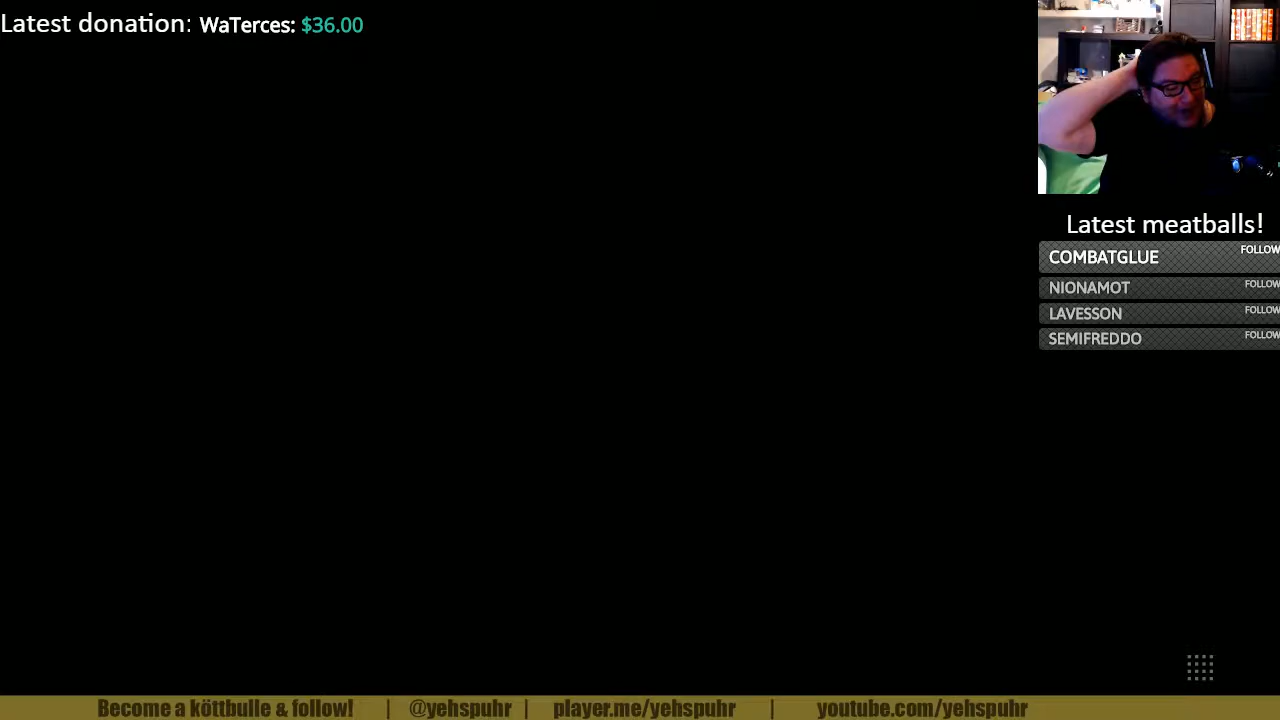 Latest donation: WaTerces: $36.00
Latest meatballs!
COMBATGLUE FOLLOW
NIONAMOT FOLLOW
LAVESSON FOLLOW
SEMIFREDDO FOLLOW
Become a köttbulle & follow! | @yehspuhr | player.me/yehspuhr | youtube.com/yehspuhr